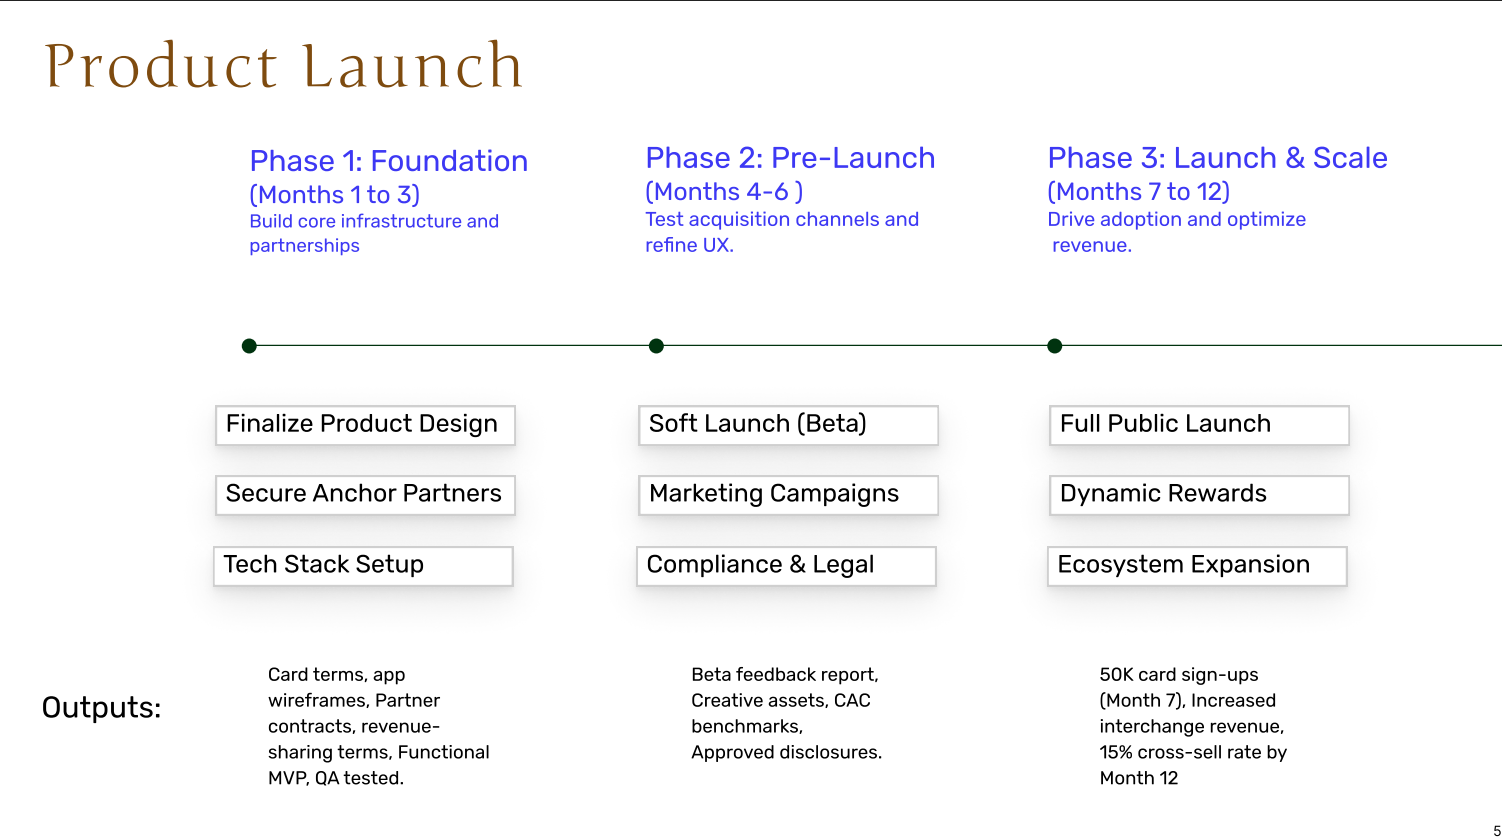 Product Launch
Phase 1: Foundation
(Months 1 to 3)
Build core infrastructure and
partnerships
Phase 2: Pre-Launch
(Months 4-6 )
Test acquisition channels and
refine UX.
Phase 3: Launch & Scale
(Months 7 to 12)
Drive adoption and optimize
revenue.
Finalize Product Design
Secure Anchor Partners
Tech Stack Setup
Soft Launch (Beta)
Marketing Campaigns
Compliance & Legal
Full Public Launch
Dynamic Rewards
Ecosystem Expansion
Outputs:
Card terms, app
wireframes, Partner
contracts, revenue-
sharing terms, Functional
MVP, QA tested.
Beta feedback report,
Creative assets, CAC
benchmarks,
Approved disclosures.
50K card sign-ups
(Month 7), Increased
interchange revenue,
15% cross-sell rate by
Month 12
5